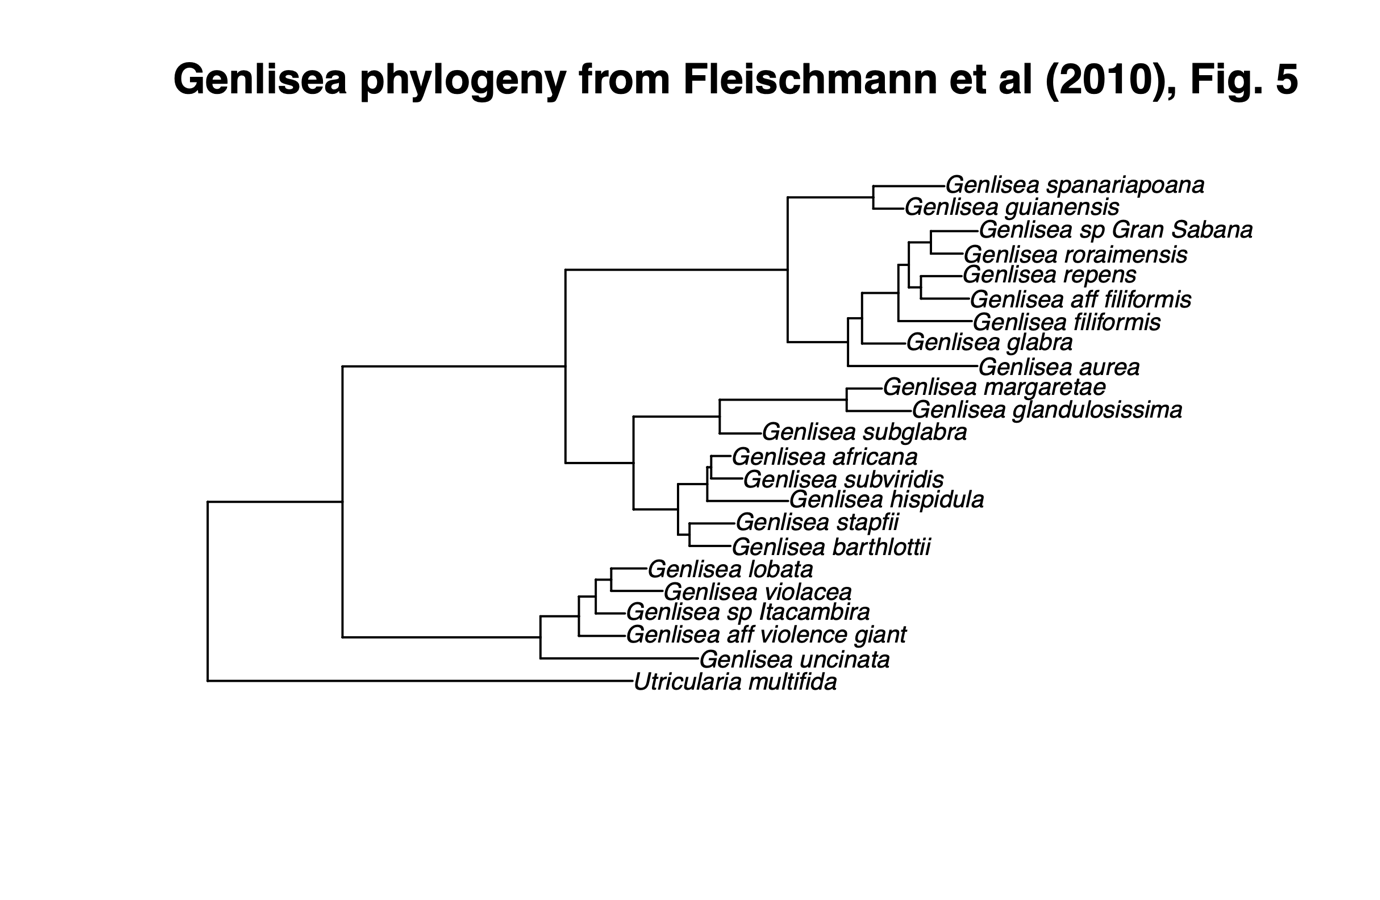 Genlisea phylogeny from Fleischmann et al (2010), Fig. 5
Genlisea spanariapoana
Genlisea guianensis
Genlisea sp Gran Sabana
Genlisea roraimensis
Genlisea repens
Genlisea aff filiformis
Genlisea filiformis
Genlisea glabra
Genlisea aurea
Genlisea margaretae
Genlisea glandulosissima
Genlisea subglabra
Genlisea africana
Genlisea subviridis
Genlisea hispidula
Genlisea stapfii
Genlisea barthlottii
Genlisea lobata
Genlisea violacea
Genlisea sp Itacambira
Genlisea aff violence giant
Genlisea uncinata
Utricularia multifida